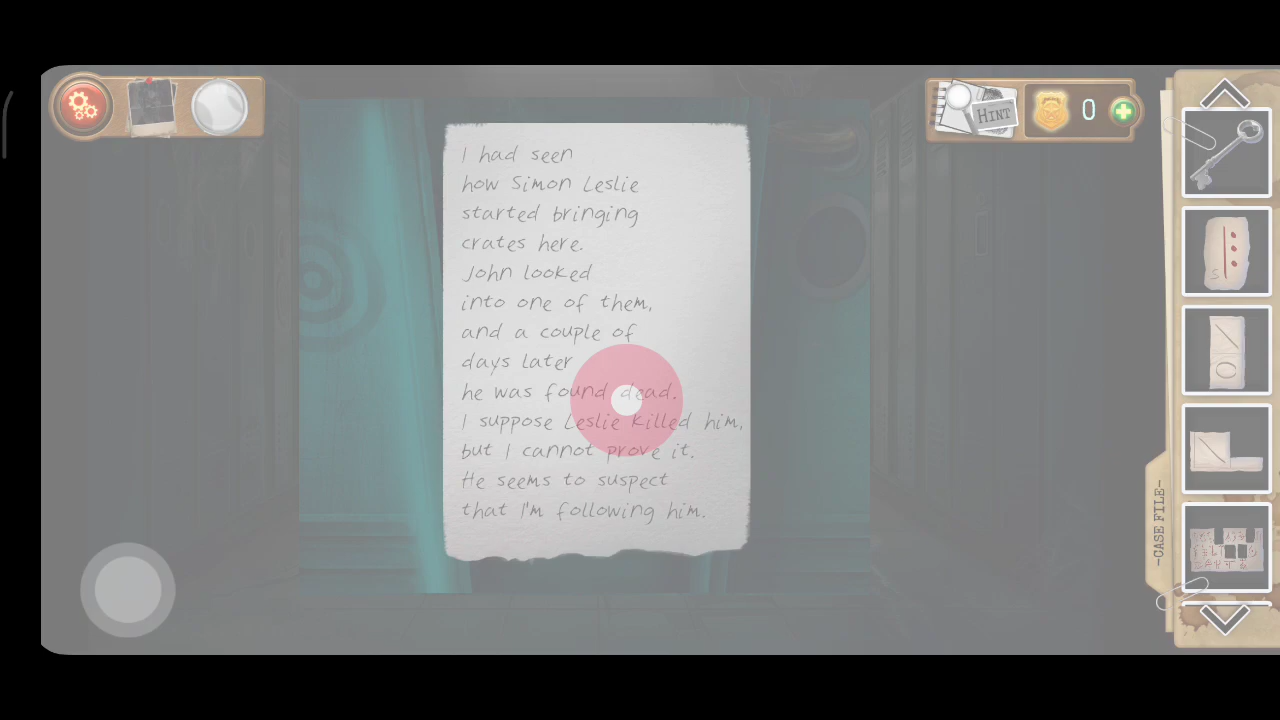 I had seen
how Simon Leslie
started bringing
crates here.
John looked
into one of them,
and a couple of
days later
he was found dead.
I suppose Leslie killed him,
but I cannot prove it.
He seems to suspect
that I'm following him.
HINT
0
-CASE FILE-